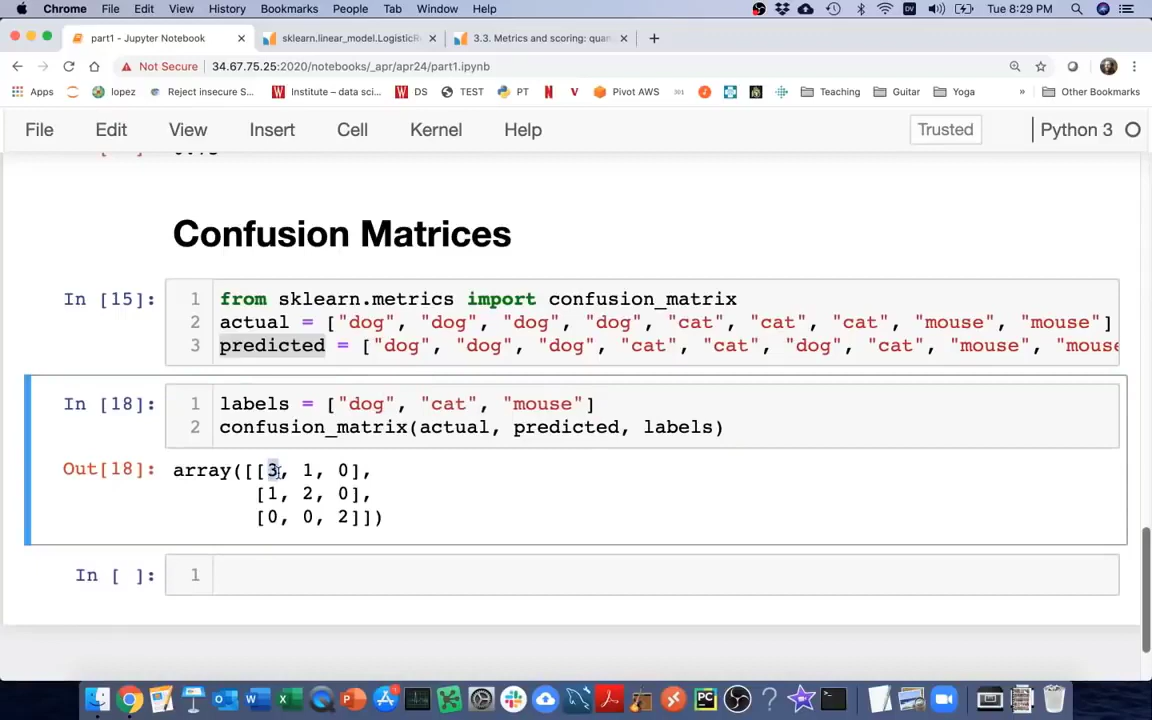 Chrome File Edit View History Bookmarks People Tab Window Help Tue 8:29 PM
part1 - Jupyter Notebook sklearn.linear_model.LogisticR 3.3. Metrics and scoring: quan
Not Secure 34.67.75.25:2020/notebooks/_apr/apr24/part1.ipynb
Apps lopez Reject insecure S... Institute – data sci... DS TEST PT Pivot AWS Teaching Guitar Yoga » Other Bookmarks
File Edit View Insert Cell Kernel Help Trusted Python 3
Confusion Matrices
In [15]: 1 from sklearn.metrics import confusion_matrix
2 actual = ["dog", "dog", "dog", "dog", "cat", "cat", "cat", "mouse", "mouse"]
3 predicted = ["dog", "dog", "dog", "cat", "cat", "dog", "cat", "mouse", "mouse
In [18]: 1 labels = ["dog", "cat", "mouse"]
2 confusion_matrix(actual, predicted, labels)
Out[18]: array([[3, 1, 0],
[1, 2, 0],
[0, 0, 2]])
In [ ]: 1